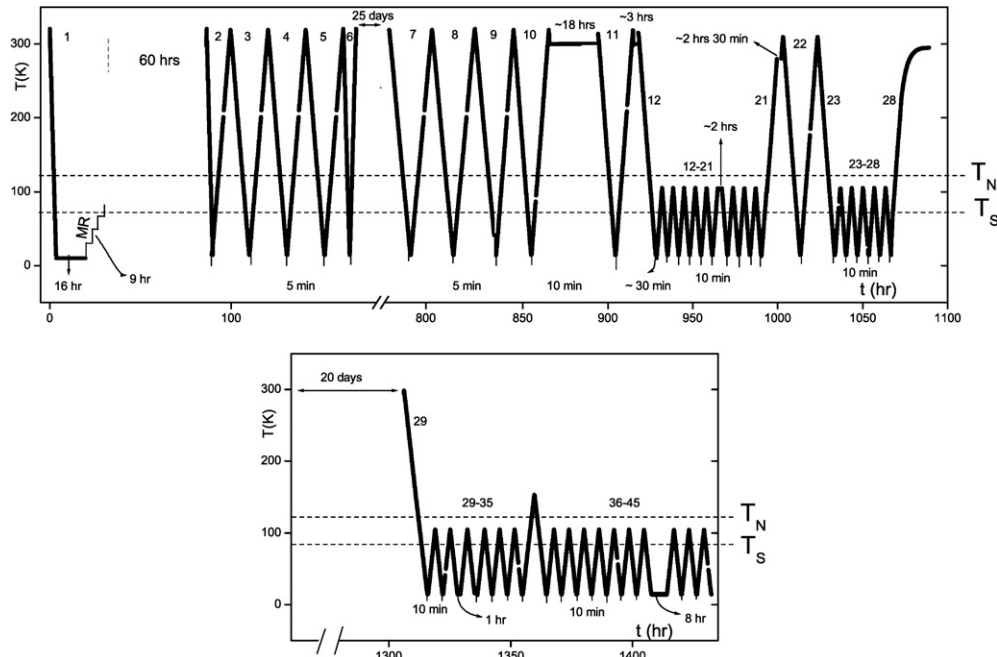 25 days
1
2
3
4
5
6
7
8
9
10
~18 hrs
11
~3 hrs
~2 hrs 30 min
22
60 hrs
12
21
23
28
~2 hrs
12-21
23-28
T(K)
300
200
100
0
T_N
T_S
MR
16 hr
9 hr
5 min
5 min
10 min
~ 30 min
10 min
10 min
t (hr)
0
100
800
850
900
950
1000
1050
1100
20 days
T(K)
300
200
100
0
29
29-35
36-45
T_N
T_S
10 min
1 hr
10 min
8 hr
t (hr)
1300
1350
1400